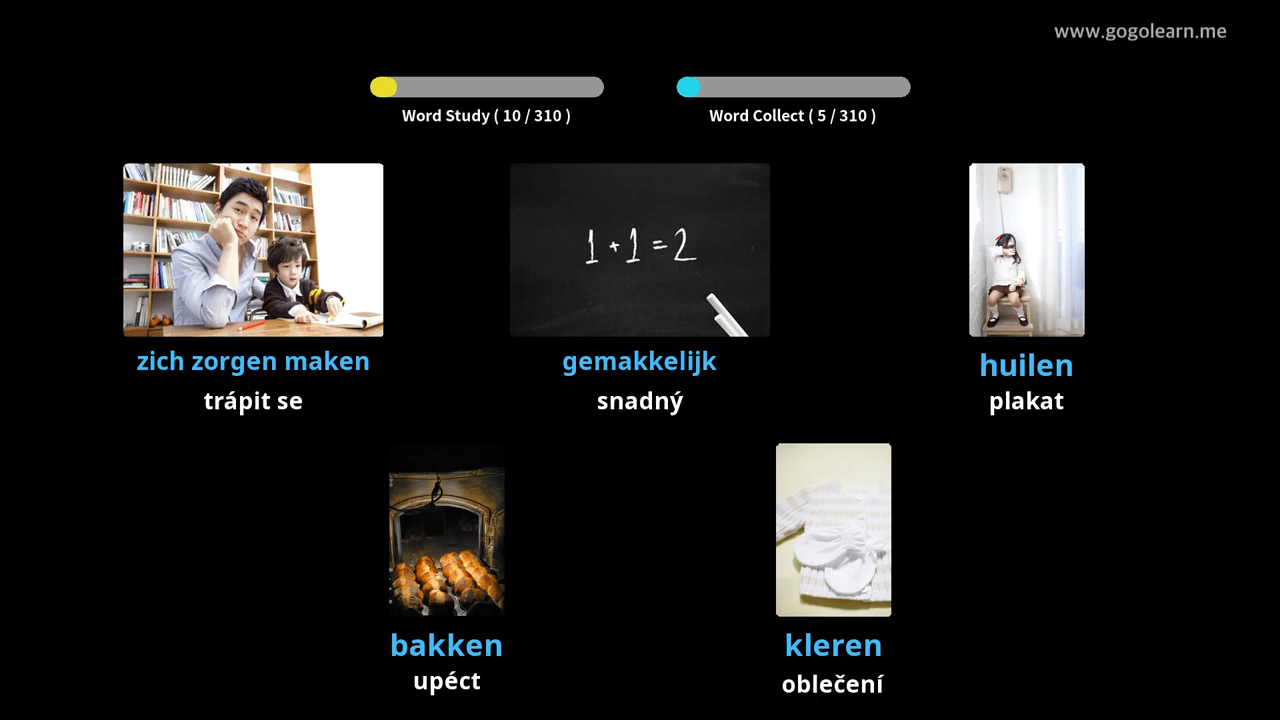 www.gogolearn.me
Word Study ( 10 / 310 )
Word Collect ( 5 / 310 )
1 + 1 = 2
zich zorgen maken
trápit se
gemakkelijk
snadný
huilen
plakat
bakken
upéct
kleren
oblečení